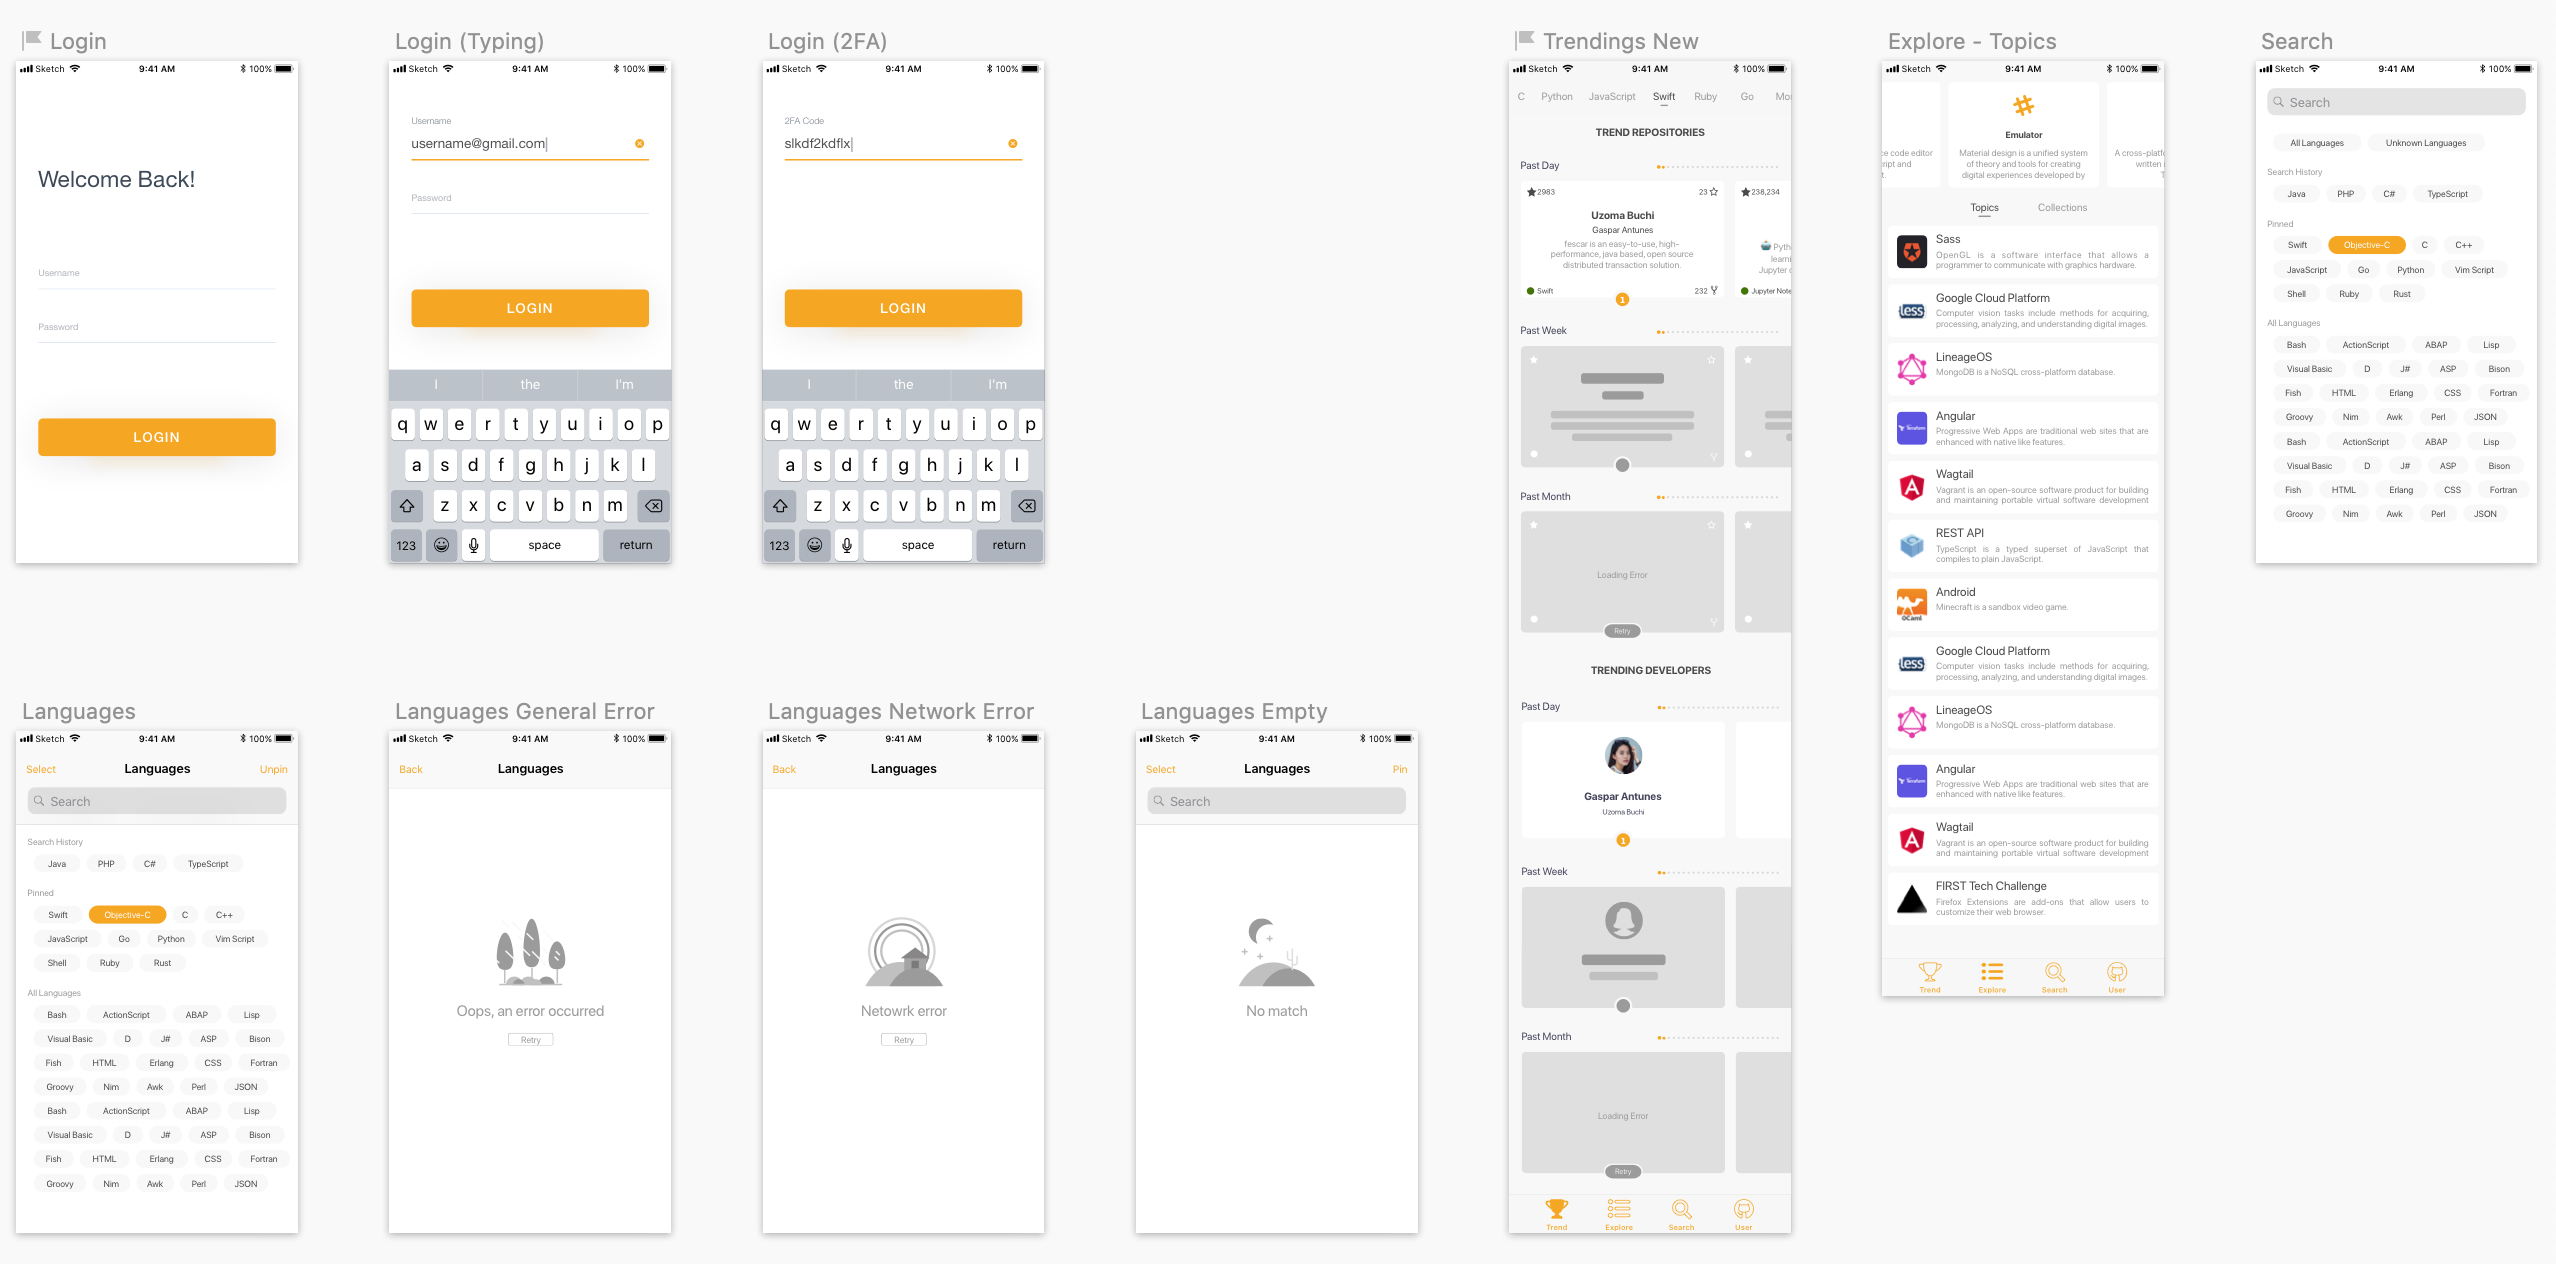 Login
Sketch 9:41 AM 100%
Welcome Back!
Username
Password
LOGIN
Login (Typing)
Sketch 9:41 AM 100%
Username
username@gmail.com
Password
LOGIN
I the I'm
q w e r t y u i o p
a s d f g h j k l
z x c v b n m
123 space return
Login (2FA)
Sketch 9:41 AM 100%
2FA Code
slkdf2kdflx
LOGIN
I the I'm
q w e r t y u i o p
a s d f g h j k l
z x c v b n m
123 space return
Trendings New
Sketch 9:41 AM 100%
C Python JavaScript Swift Ruby Go Mo
TREND REPOSITORIES
Past Day
2983 23 238,234
Uzoma Buchi
Gaspar Antunes
fescar is an easy-to-use, high-
performance, java based, open source
distributed transaction solution.
Pyth
learni
Jupyter
Swift 232 Jupyter Note
1
Past Week
Past Month
Loading Error
Retry
TRENDING DEVELOPERS
Past Day
Gaspar Antunes
Uzoma Buchi
1
Past Week
Past Month
Loading Error
Retry
Trend Explore Search User
Explore - Topics
Sketch 9:41 AM 100%
Emulator
Material design is a unified system
of theory and tools for creating
digital experiences developed by
ce code editor
ript and
t.
A cross-platf
written
T
Topics Collections
Sass
OpenGL is a software interface that allows a
programmer to communicate with graphics hardware.
less
Google Cloud Platform
Computer vision tasks include methods for acquiring,
processing, analyzing, and understanding digital images.
LineageOS
MongoDB is a NoSQL cross-platform database.
Terraform
Angular
Progressive Web Apps are traditional web sites that are
enhanced with native like features.
Wagtail
Vagrant is an open-source software product for building
and maintaining portable virtual software development
REST API
TypeScript is a typed superset of JavaScript that
compiles to plain JavaScript.
OCaml
Android
Minecraft is a sandbox video game.
less
Google Cloud Platform
Computer vision tasks include methods for acquiring,
processing, analyzing, and understanding digital images.
LineageOS
MongoDB is a NoSQL cross-platform database.
Terraform
Angular
Progressive Web Apps are traditional web sites that are
enhanced with native like features.
Wagtail
Vagrant is an open-source software product for building
and maintaining portable virtual software development
FIRST Tech Challenge
Firefox Extensions are add-ons that allow users to
customize their web browser.
Trend Explore Search User
Search
Sketch 9:41 AM 100%
Search
All Languages Unknown Languages
Search History
Java PHP C# TypeScript
Pinned
Swift Objective-C C C++
JavaScript Go Python Vim Script
Shell Ruby Rust
All Languages
Bash ActionScript ABAP Lisp
Visual Basic D J# ASP Bison
Fish HTML Erlang CSS Fortran
Groovy Nim Awk Perl JSON
Bash ActionScript ABAP Lisp
Visual Basic D J# ASP Bison
Fish HTML Erlang CSS Fortran
Groovy Nim Awk Perl JSON
Languages
Sketch 9:41 AM 100%
Select Languages Unpin
Search
Search History
Java PHP C# TypeScript
Pinned
Swift Objective-C C C++
JavaScript Go Python Vim Script
Shell Ruby Rust
All Languages
Bash ActionScript ABAP Lisp
Visual Basic D J# ASP Bison
Fish HTML Erlang CSS Fortran
Groovy Nim Awk Perl JSON
Bash ActionScript ABAP Lisp
Visual Basic D J# ASP Bison
Fish HTML Erlang CSS Fortran
Groovy Nim Awk Perl JSON
Languages General Error
Sketch 9:41 AM 100%
Back Languages
Oops, an error occurred
Retry
Languages Network Error
Sketch 9:41 AM 100%
Back Languages
Netowrk error
Retry
Languages Empty
Sketch 9:41 AM 100%
Select Languages Pin
Search
No match